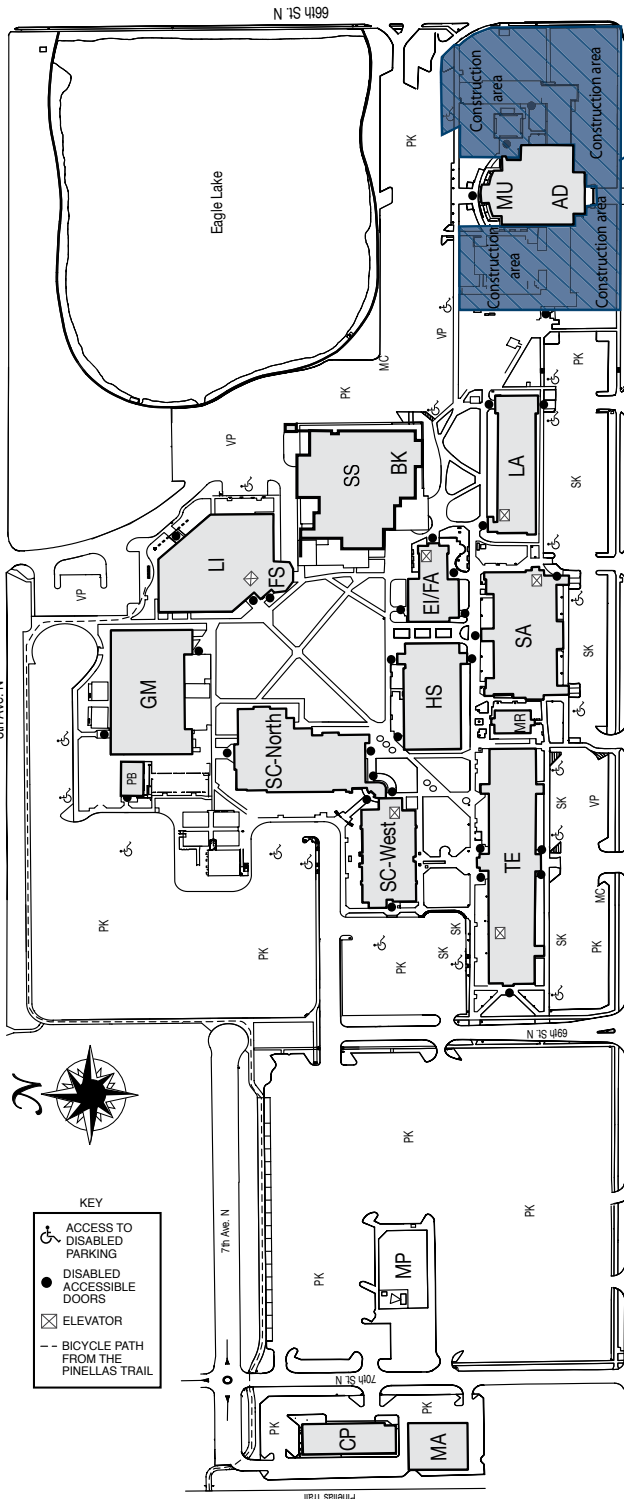 66th St. N
Construction
area
Construction area
PK
MU
AD
Construction
area
Construction area
Construction area
Eagle Lake
VP
MC
PK
PK
VP
SS
BK
LA
SK
LI
FS
EI/FA
VP
SA
SK
GM
HS
MR
PB
SC-North
SC-West
TE
SK
VP
PK
PK
SK
SK
PK
SK
MC
PK
69th St. N
N
7th Ave. N
PK
PK
PK
MP
KEY
ACCESS TO
DISABLED
PARKING
DISABLED
ACCESSIBLE
DOORS
ELEVATOR
BICYCLE PATH
FROM THE
PINELLAS TRAIL
70th St. N
PK
PK
CP
MA
Pinellas Trail